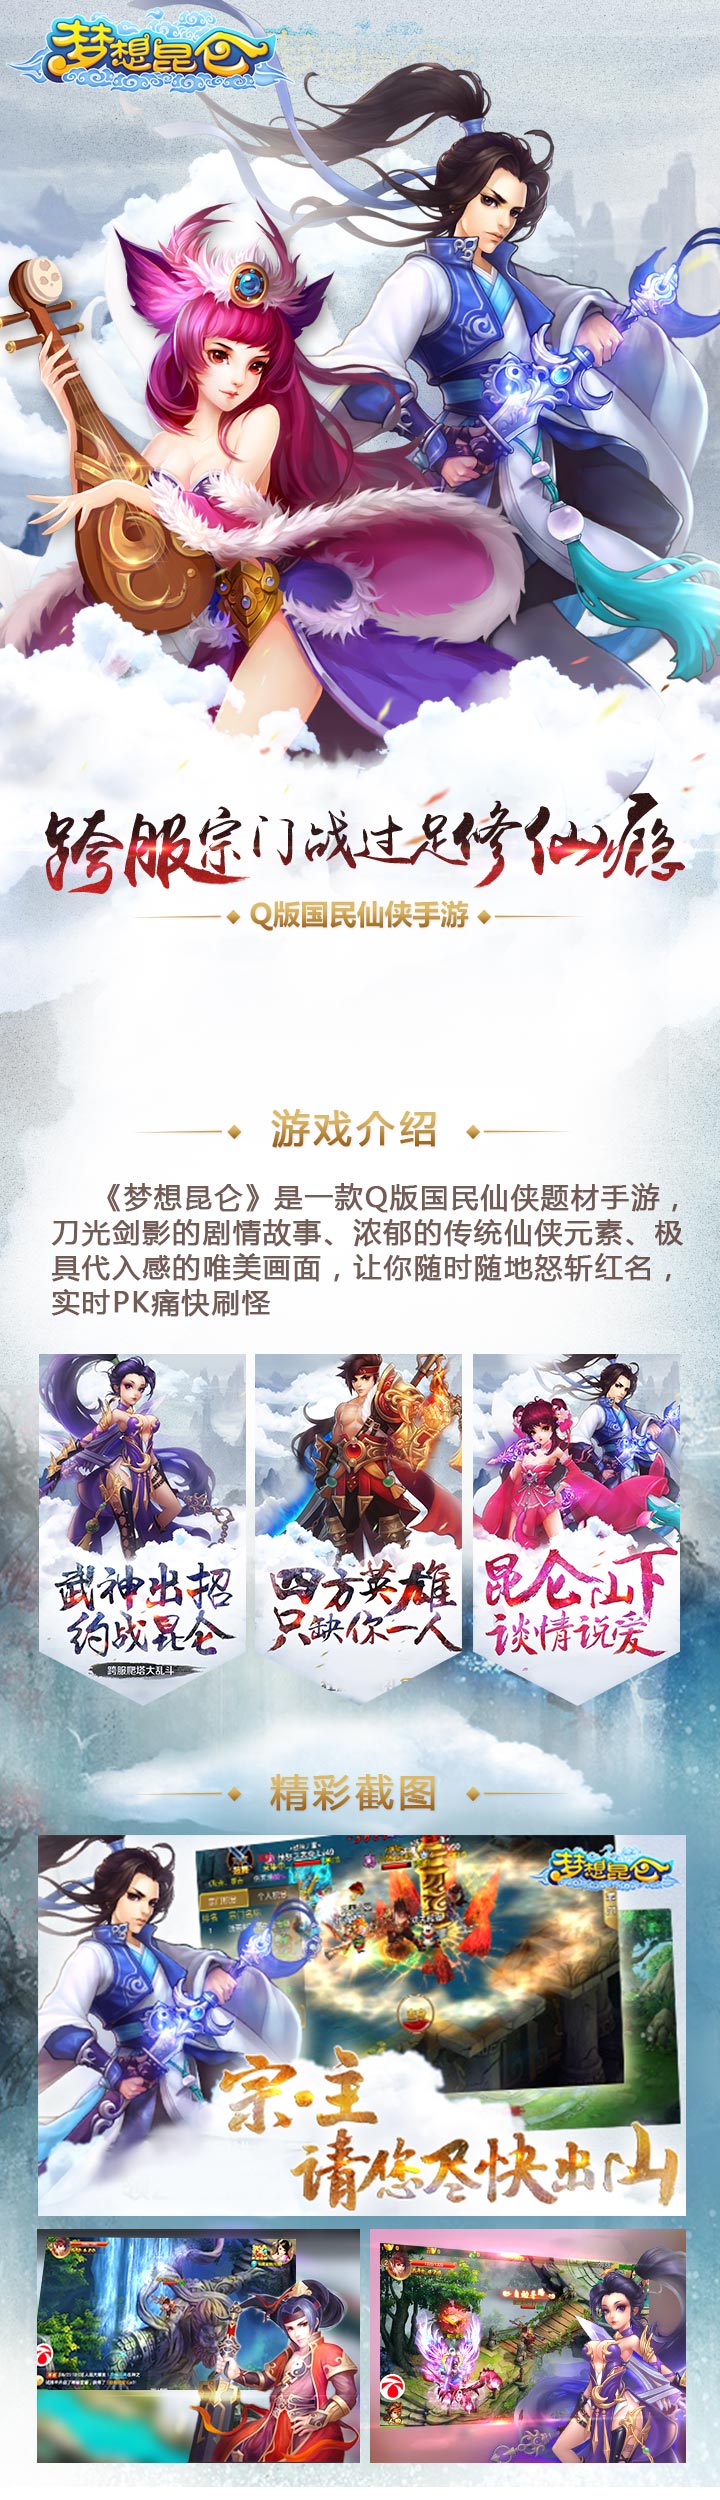 梦想昆仑
跨服宗门战过足修仙瘾
Q版国民仙侠手游
游戏介绍
《梦想昆仑》是一款Q版国民仙侠题材手游，
刀光剑影的剧情故事、浓郁的传统仙侠元素、极
具代入感的唯美画面，让你随时随地怒斩红名，
实时PK痛快刷怪
武神出招
约战昆仑
跨服爬塔大乱斗
四方英雄
只缺你一人
昆仑山下
谈情说爱
精彩截图
梦想昆仑
个人积分
宗·主
请您尽快出山